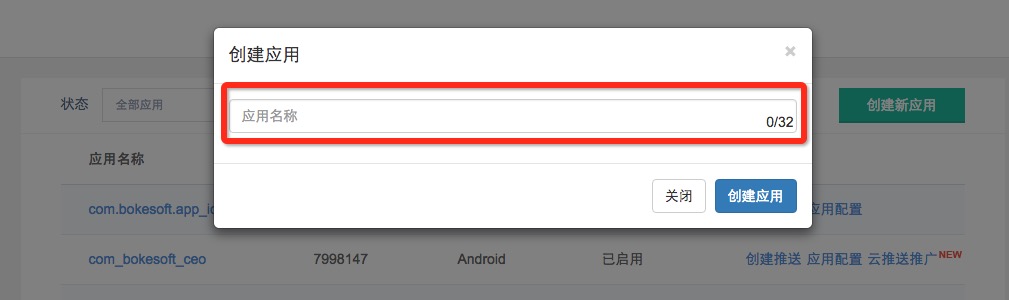 创建应用 ×
状态 全部应用 创建新应用
应用名称 0/32
应用名称
关闭 创建应用
com.bokesoft.app_ 应用配置
com_bokesoft_ceo 7998147 Android 已启用 创建推送 应用配置 云推送推广 NEW